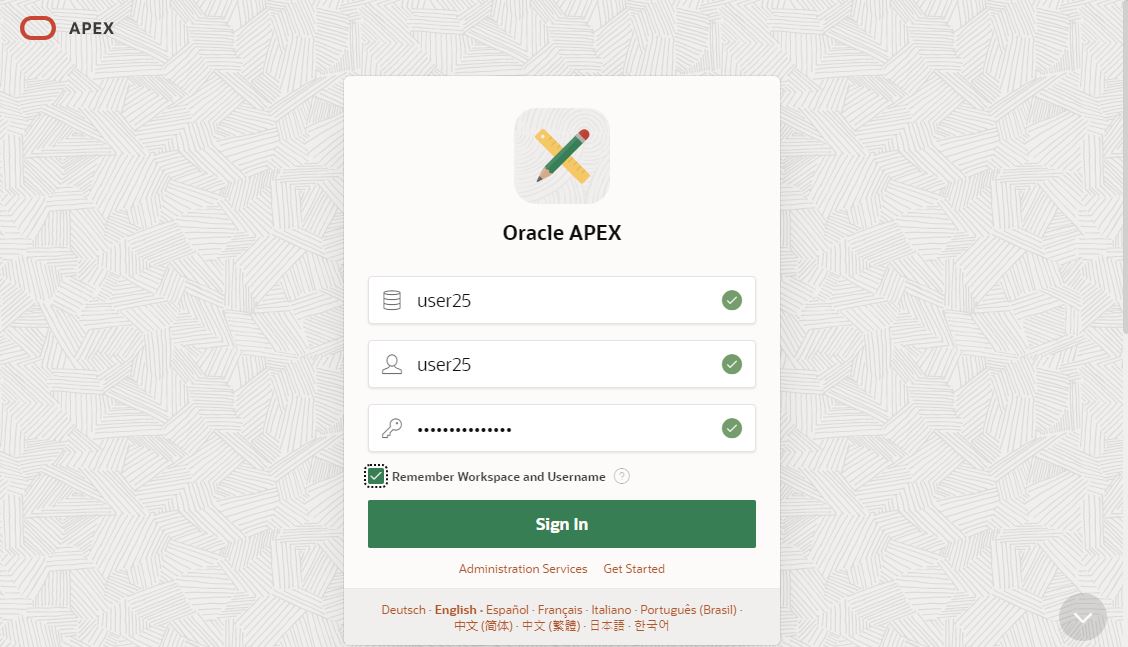 APEX
Oracle APEX
user25
user25
•••••••••••••••
Remember Workspace and Username ?
Sign In
Administration Services Get Started
Deutsch · English · Español · Français · Italiano · Português (Brasil) ·
中文 (简体) · 中文 (繁體) · 日本語 · 한국어